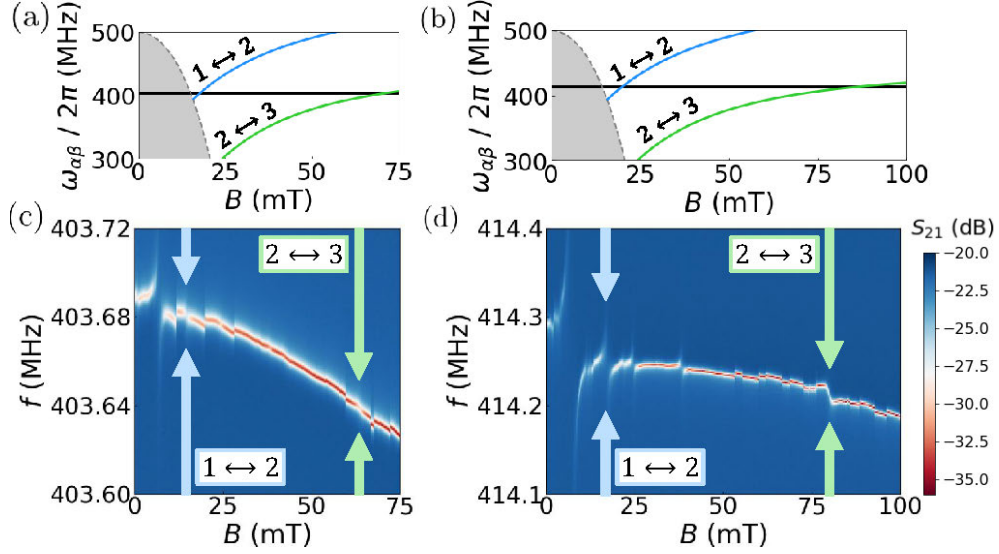 (a)
ω_αβ / 2π (MHz)
500
400
300
1 ↔ 2
2 ↔ 3
0 25 50 75
B (mT)
(b)
ω_αβ / 2π (MHz)
500
400
300
1 ↔ 2
2 ↔ 3
0 20 40 60 80 100
B (mT)
(c)
f (MHz)
403.72
403.68
403.64
403.60
2 ↔ 3
1 ↔ 2
0 25 50 75
B (mT)
(d)
f (MHz)
414.4
414.3
414.2
414.1
2 ↔ 3
1 ↔ 2
0 25 50 75 100
B (mT)
S₂₁ (dB)
−20.0
−22.5
−25.0
−27.5
−30.0
−32.5
−35.0